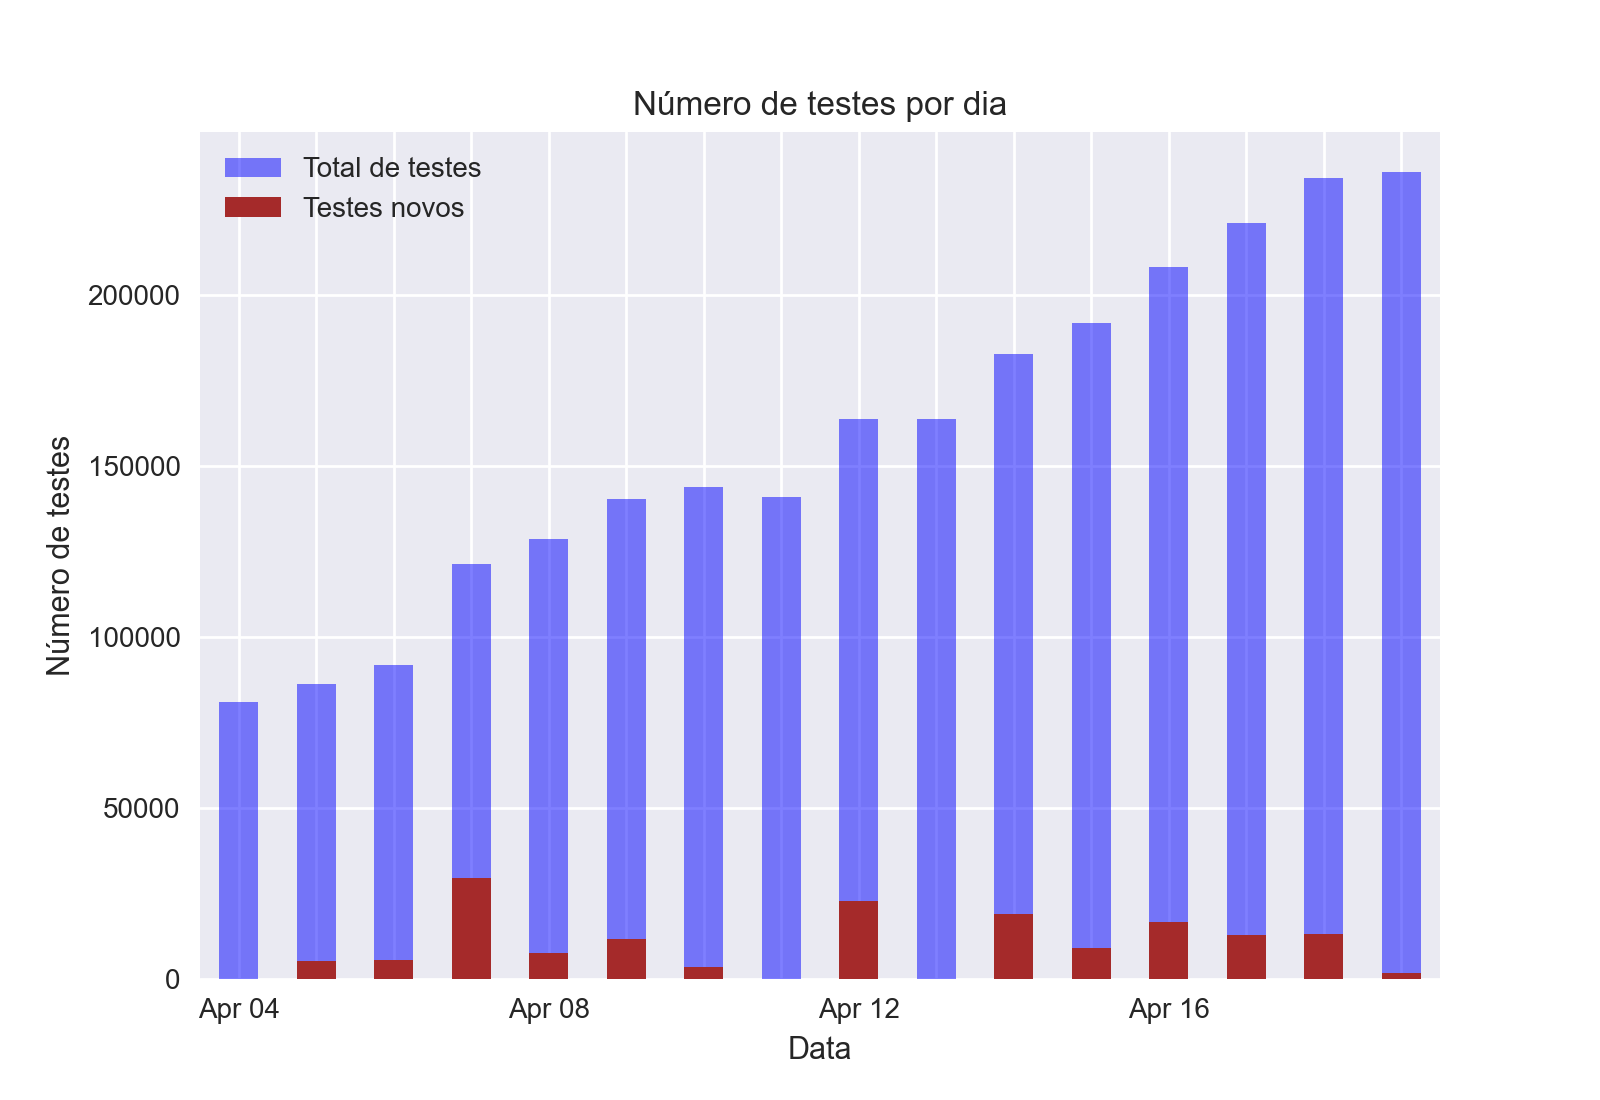 Número de testes por dia
Total de testes
Testes novos
Número de testes
200000
150000
100000
50000
0
Apr 04
Apr 08
Apr 12
Apr 16
Data